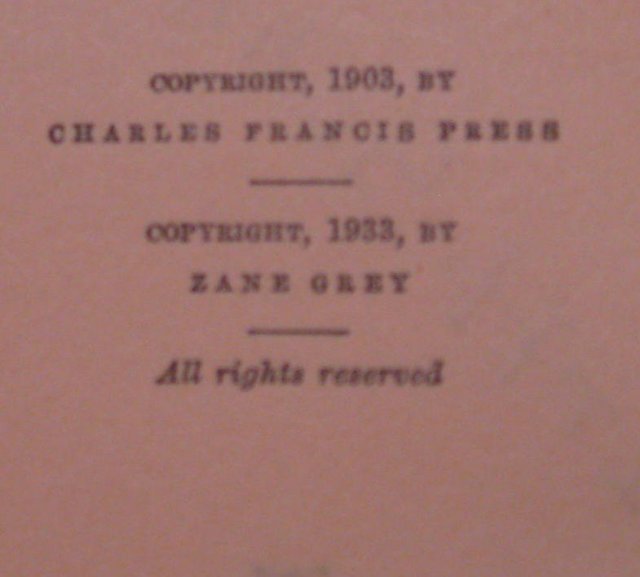 COPYRIGHT, 1903, BY
CHARLES FRANCIS PRESS
COPYRIGHT, 1933, BY
ZANE GREY
All rights reserved